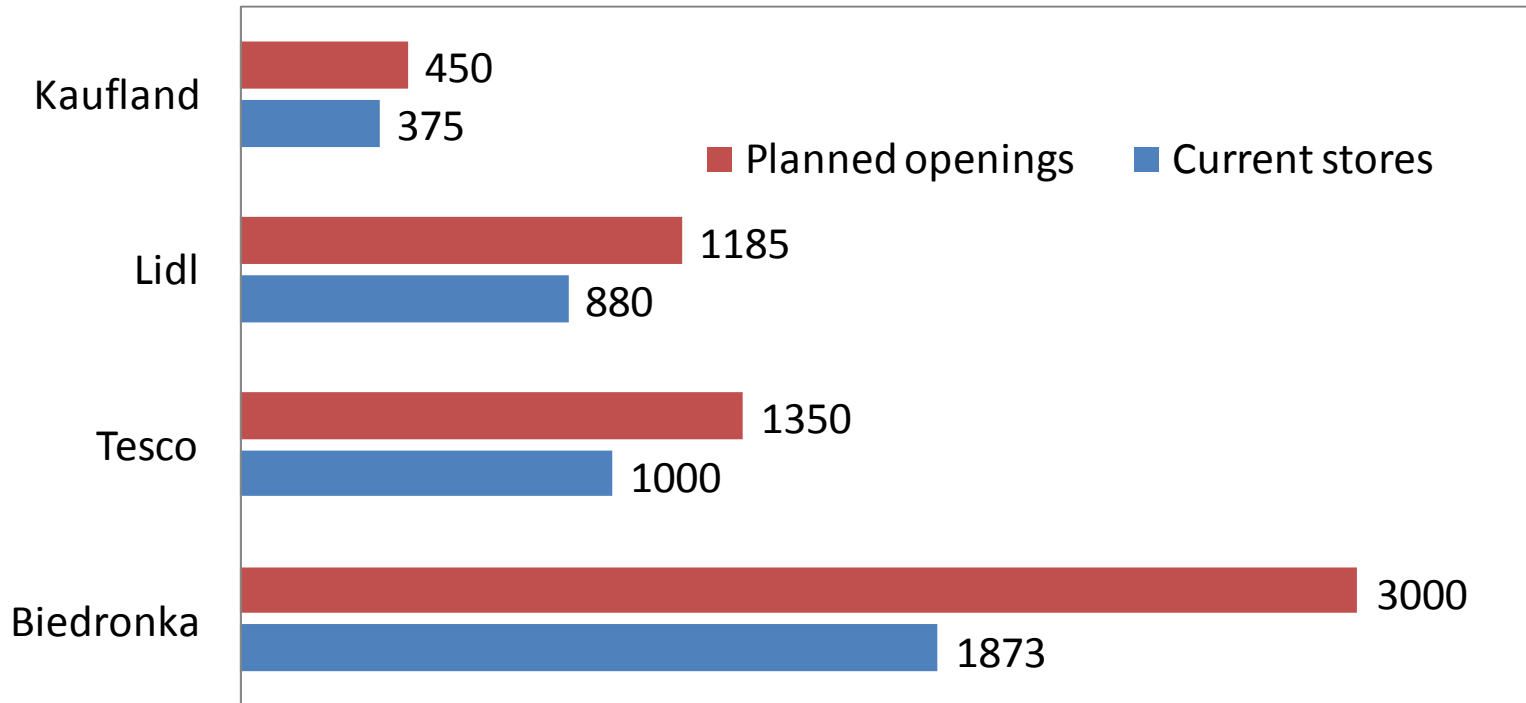 Kaufland
450
375
Planned openings
Current stores
Lidl
1185
880
Tesco
1350
1000
Biedronka
3000
1873